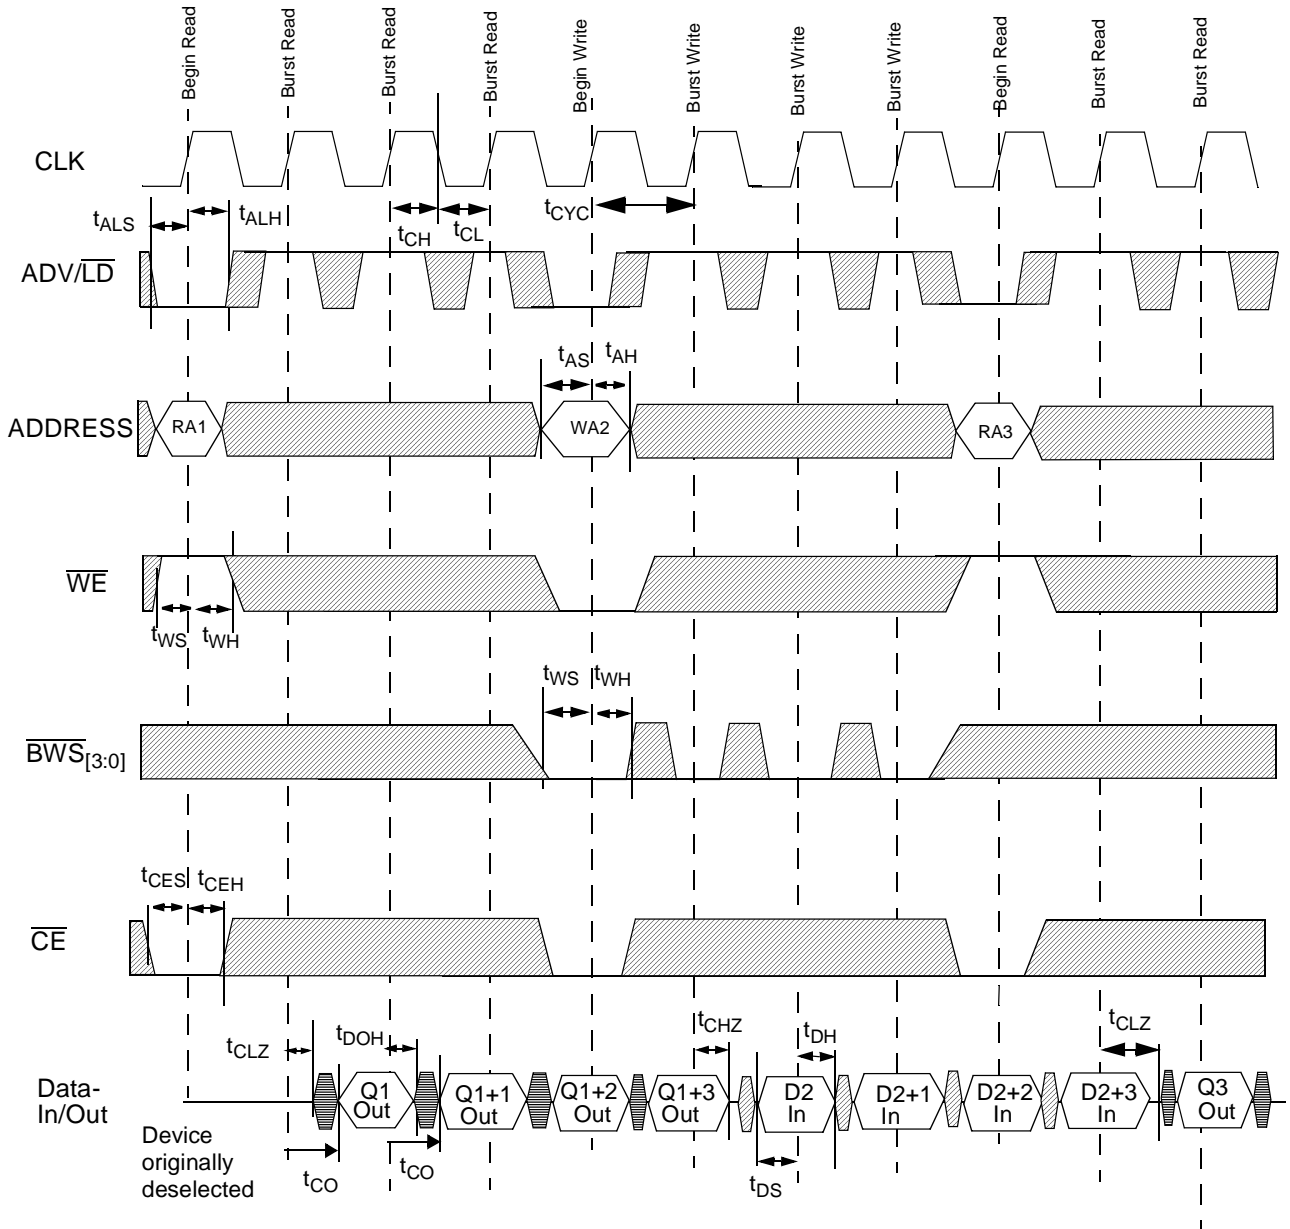 Begin Read
Burst Read
Burst Read
Burst Read
Begin Write
Burst Write
Burst Write
Burst Write
Begin Read
Burst Read
Burst Read
CLK
tALS
tALH
tCH
tCL
tCYC
ADV/LD
tAS
tAH
ADDRESS
RA1
WA2
RA3
WE
tWS
tWH
tWS
tWH
BWS[3:0]
tCES
tCEH
CE
tCLZ
tDOH
tCHZ
tDH
tCLZ
Data-
In/Out
Q1
Out
Q1+1
Out
Q1+2
Out
Q1+3
Out
D2
In
D2+1
In
D2+2
In
D2+3
In
Q3
Out
Device
originally
deselected
tCO
tCO
tDS